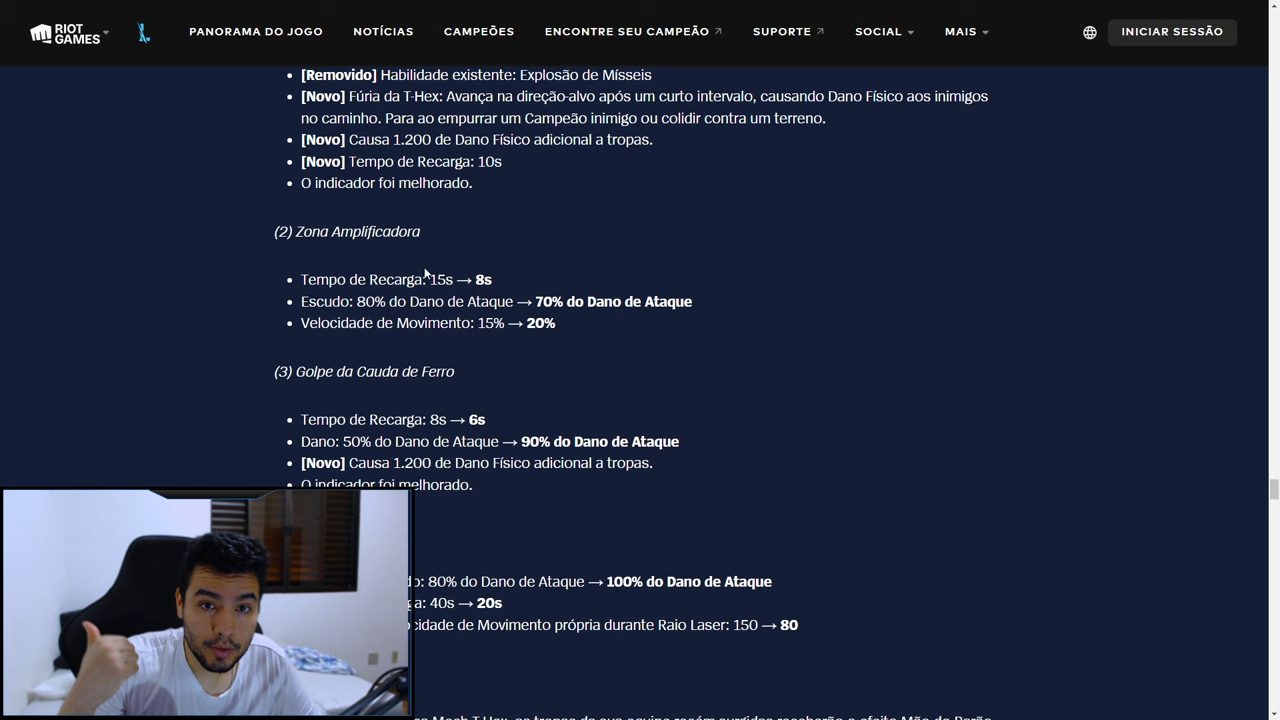 RIOT GAMES PANORAMA DO JOGO NOTÍCIAS CAMPEÕES ENCONTRE SEU CAMPEÃO SUPORTE SOCIAL MAIS INICIAR SESSÃO
[Removido] Habilidade existente: Explosão de Mísseis
[Novo] Fúria da T-Hex: Avança na direção-alvo após um curto intervalo, causando Dano Físico aos inimigos
no caminho. Para ao empurrar um Campeão inimigo ou colidir contra um terreno.
[Novo] Causa 1.200 de Dano Físico adicional a tropas.
[Novo] Tempo de Recarga: 10s
O indicador foi melhorado.
(2) Zona Amplificadora
Tempo de Recarga: 15s → 8s
Escudo: 80% do Dano de Ataque → 70% do Dano de Ataque
Velocidade de Movimento: 15% → 20%
(3) Golpe da Cauda de Ferro
Tempo de Recarga: 8s → 6s
Dano: 50% do Dano de Ataque → 90% do Dano de Ataque
[Novo] Causa 1.200 de Dano Físico adicional a tropas.
O indicador foi melhorado.
: 80% do Dano de Ataque → 100% do Dano de Ataque
ga: 40s → 20s
cidade de Movimento própria durante Raio Laser: 150 → 80